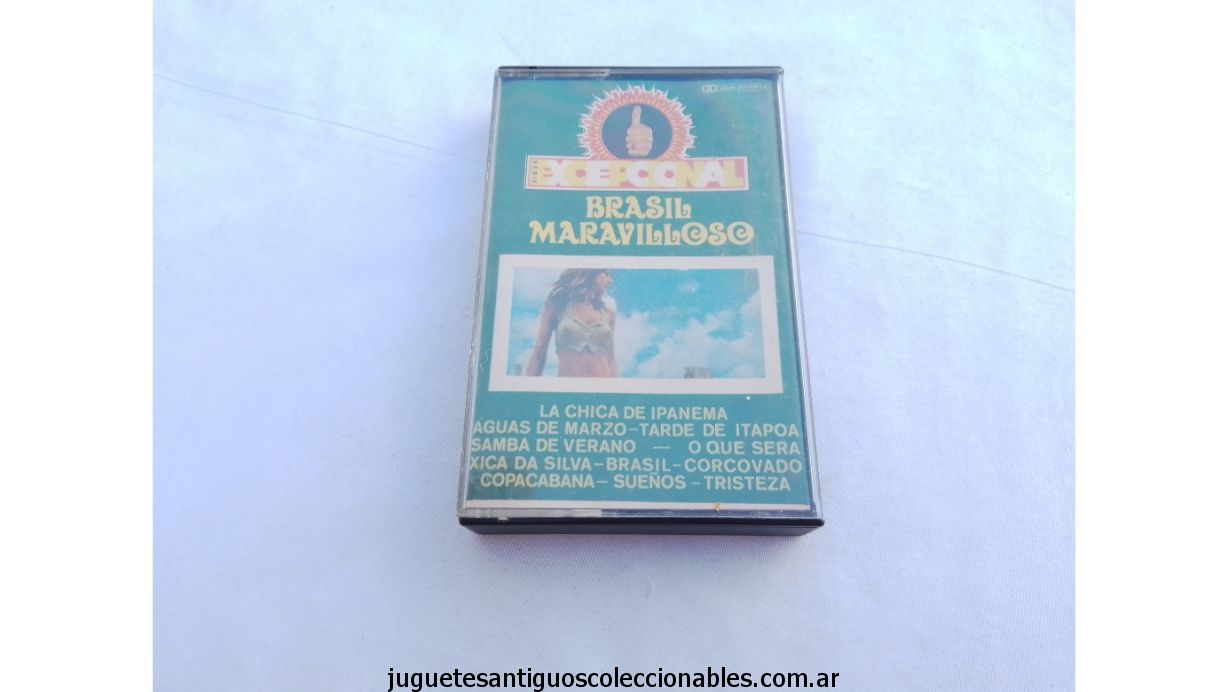 SERIE
EXCEPCIONAL
BRASIL
MARAVILLOSO
LA CHICA DE IPANEMA
AGUAS DE MARZO-TARDE DE ITAPOA
SAMBA DE VERANO — O QUE SERA
XICA DA SILVA-BRASIL-CORCOVADO
COPACABANA-SUEÑOS-TRISTEZA
juguetesantiguoscoleccionables.com.ar